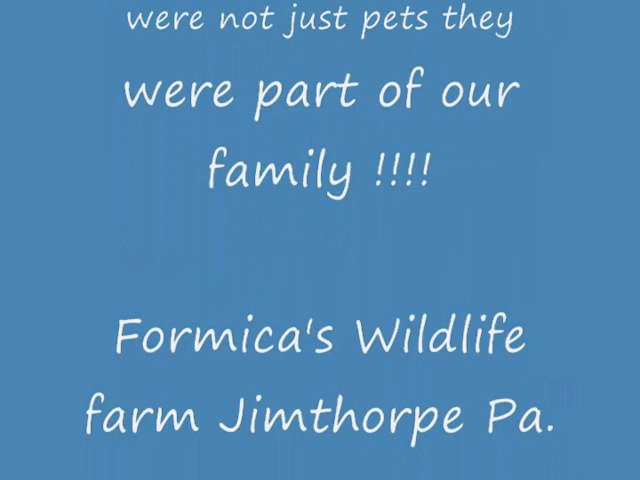 were not just pets they
were part of our
family !!!!
Formica's Wildlife
farm Jimthorpe Pa.